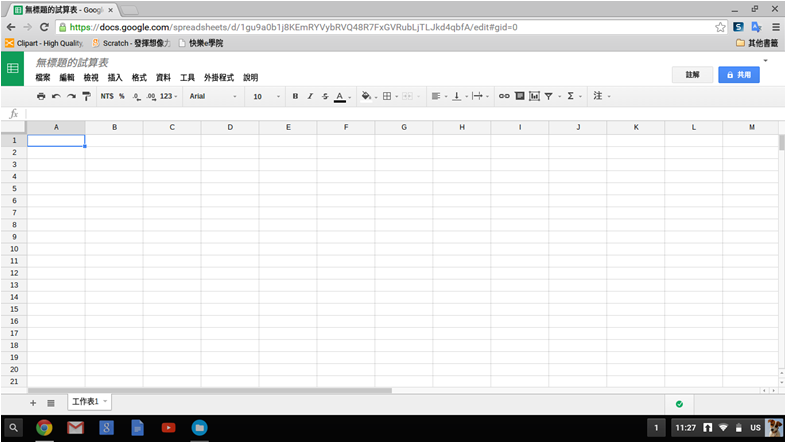 無標題的試算表 - Googl
https://docs.google.com/spreadsheets/d/1gu9a0b1j8KEmRYVybRVQ48R7FxGVRubLjTLJkd4qbfA/edit#gid=0
Clipart - High Quality, Scratch - 發揮想像力 快樂e學院 其他書籤
無標題的試算表
檔案 編輯 檢視 插入 格式 資料 工具 外掛程式 說明
註解 共用
NT$ % .0 .00 123 Arial 10 B I S A Σ 注
fx
A B C D E F G H I J K L M
1
2
3
4
5
6
7
8
9
10
11
12
13
14
15
16
17
18
19
20
21
+ 工作表1
8 1 11:27 US